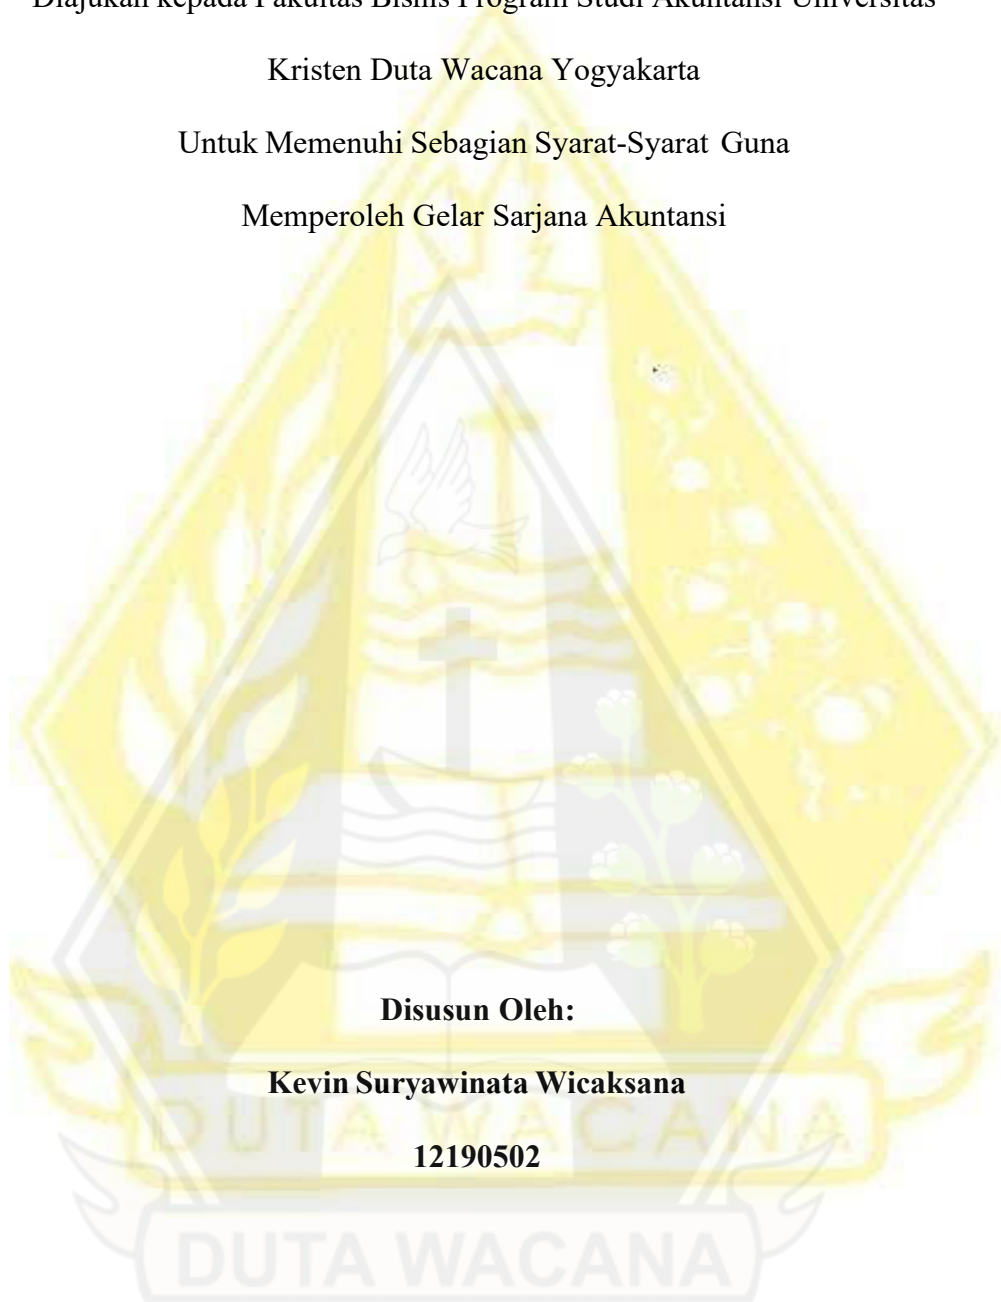 Diajukan kepada Fakultas Bisnis Program Studi Akuntansi Universitas
Kristen Duta Wacana Yogyakarta
Untuk Memenuhi Sebagian Syarat-Syarat Guna
Memperoleh Gelar Sarjana Akuntansi
Disusun Oleh:
Kevin Suryawinata Wicaksana
DUTA WACANA
12190502
DUTA WACANA